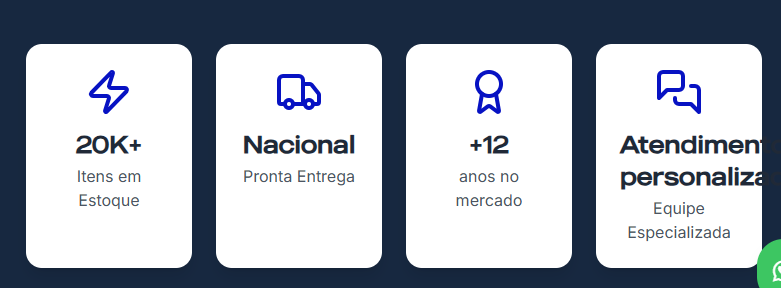 20K+
Itens em
Estoque
Nacional
Pronta Entrega
+12
anos no
mercado
Equipe
Especializada